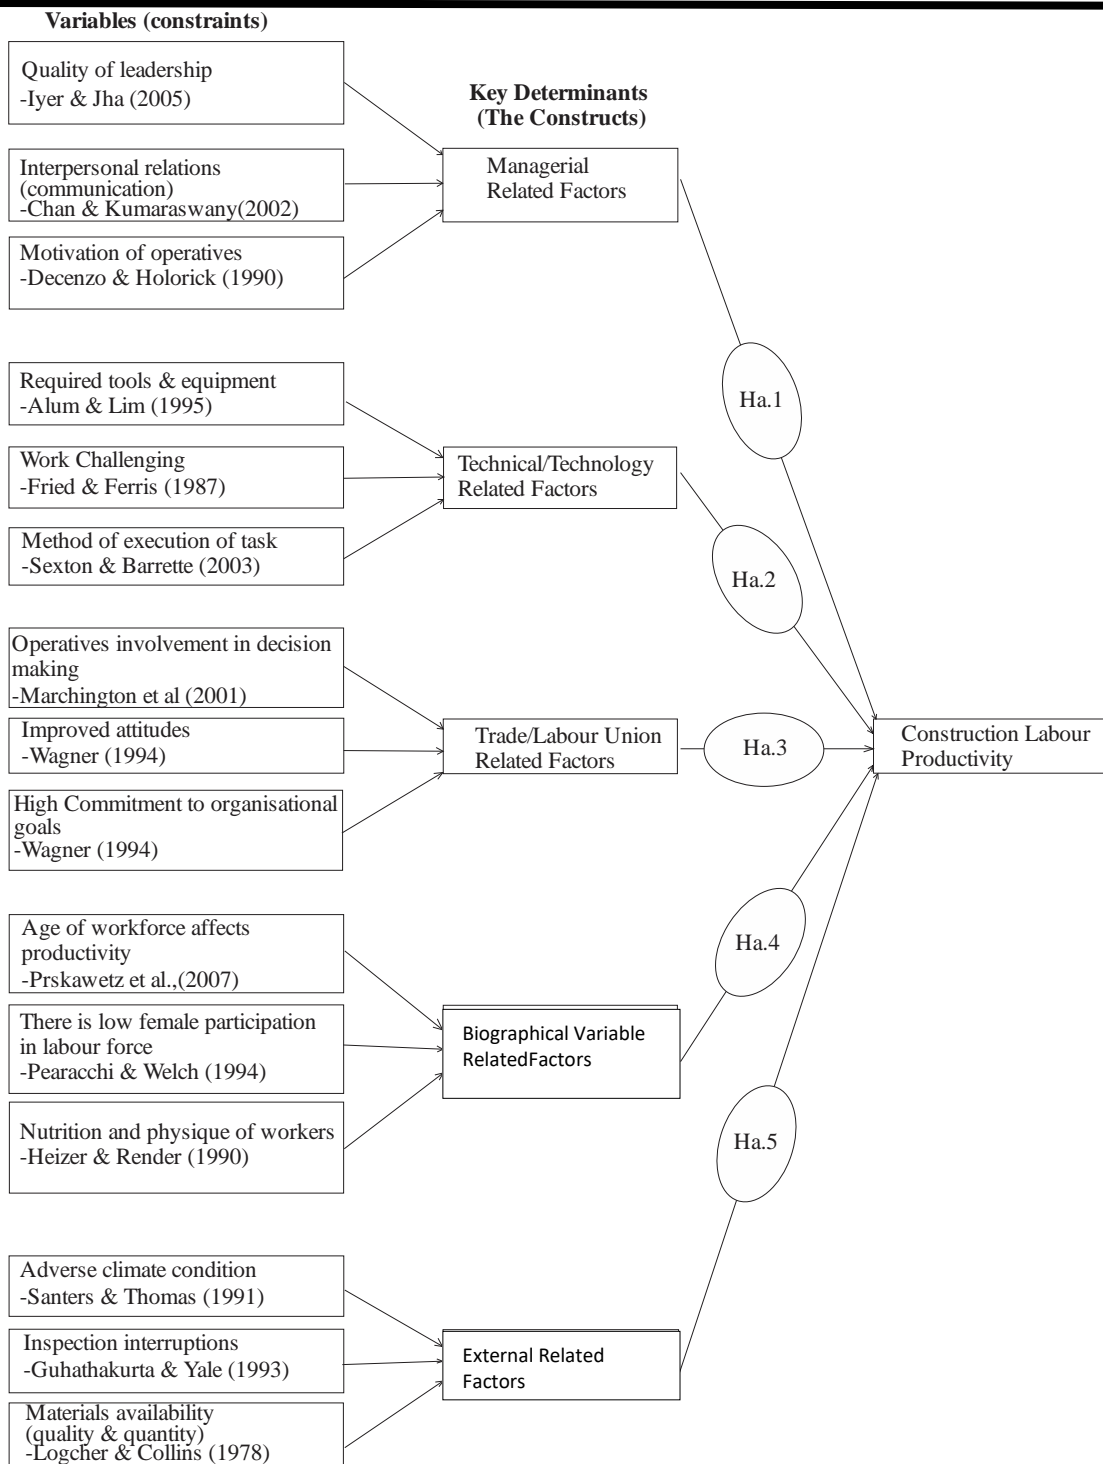 Variables (constraints)
Quality of leadership
-Iyer & Jha (2005)
Interpersonal relations
(communication)
-Chan & Kumaraswany(2002)
Motivation of operatives
-Decenzo & Holorick (1990)
Key Determinants
(The Constructs)
Managerial
Related Factors
Ha.1
Required tools & equipment
-Alum & Lim (1995)
Work Challenging
-Fried & Ferris (1987)
Method of execution of task
-Sexton & Barrette (2003)
Technical/Technology
Related Factors
Ha.2
Operatives involvement in decision
making
-Marchington et al (2001)
Improved attitudes
-Wagner (1994)
High Commitment to organisational
goals
-Wagner (1994)
Trade/Labour Union
Related Factors
Ha.3
Construction Labour
Productivity
Age of workforce affects
productivity
-Prskawetz et al.,(2007)
There is low female participation
in labour force
-Pearacchi & Welch (1994)
Nutrition and physique of workers
-Heizer & Render (1990)
Biographical Variable
RelatedFactors
Ha.4
Adverse climate condition
-Santers & Thomas (1991)
Inspection interruptions
-Guhathakurta & Yale (1993)
Materials availability
(quality & quantity)
-Logcher & Collins (1978)
External Related
Factors
Ha.5